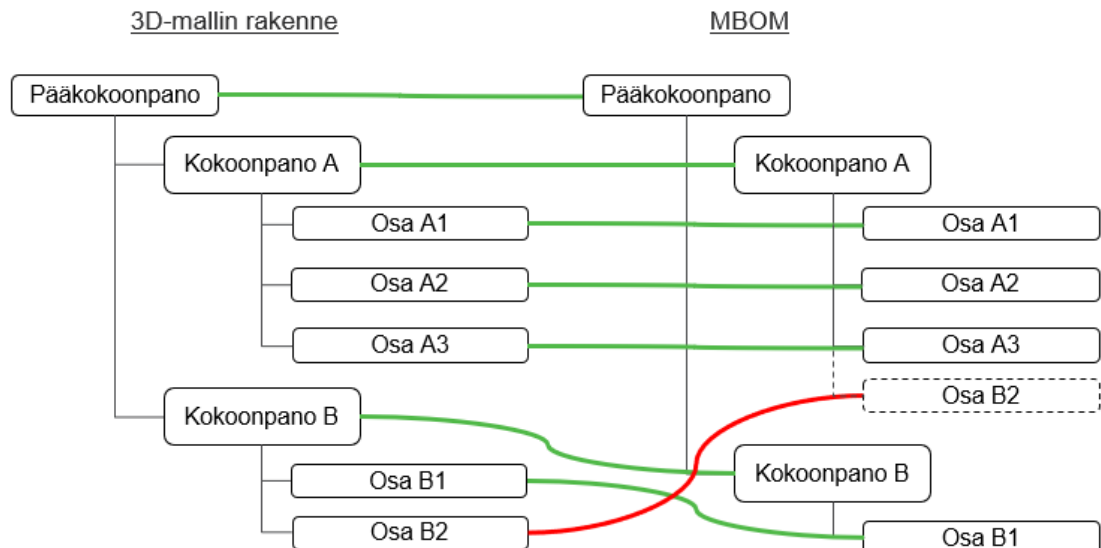 3D-mallin rakenne
MBOM
Pääkokoonpano
Pääkokoonpano
Kokoonpano A
Kokoonpano A
Osa A1
Osa A1
Osa A2
Osa A2
Osa A3
Osa A3
Osa B2
Kokoonpano B
Kokoonpano B
Osa B1
Osa B2
Osa B1